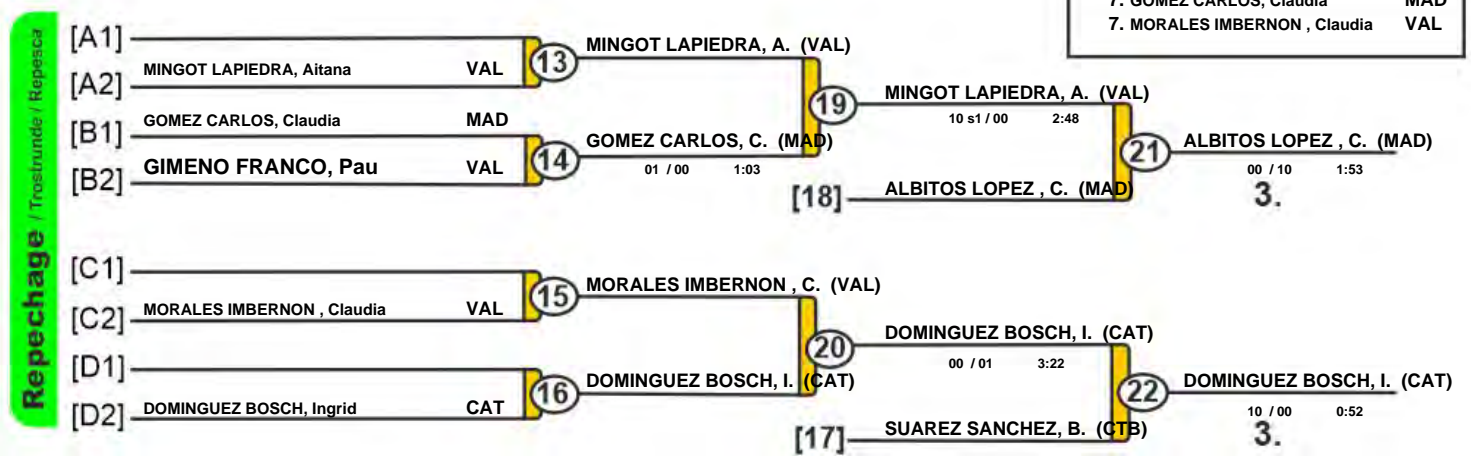 7. GOMEZ CARLOS, Claudia MAD
7. MORALES IMBERNON , Claudia VAL
Repechage / Trostrunde / Repesca
[A1]
[A2] MINGOT LAPIEDRA, Aitana VAL
13
MINGOT LAPIEDRA, A. (VAL)
[B1] GOMEZ CARLOS, Claudia MAD
[B2] GIMENO FRANCO, Pau VAL
14
GOMEZ CARLOS, C. (MAD)
01 / 00 1:03
19
MINGOT LAPIEDRA, A. (VAL)
10 s1 / 00 2:48
[18] ALBITOS LOPEZ , C. (MAD)
21
ALBITOS LOPEZ , C. (MAD)
00 / 10 1:53
3.
[C1]
[C2] MORALES IMBERNON , Claudia VAL
15
MORALES IMBERNON , C. (VAL)
[D1]
[D2] DOMINGUEZ BOSCH, Ingrid CAT
16
DOMINGUEZ BOSCH, I. (CAT)
20
DOMINGUEZ BOSCH, I. (CAT)
00 / 01 3:22
[17] SUAREZ SANCHEZ, B. (CTB)
22
DOMINGUEZ BOSCH, I. (CAT)
10 / 00 0:52
3.